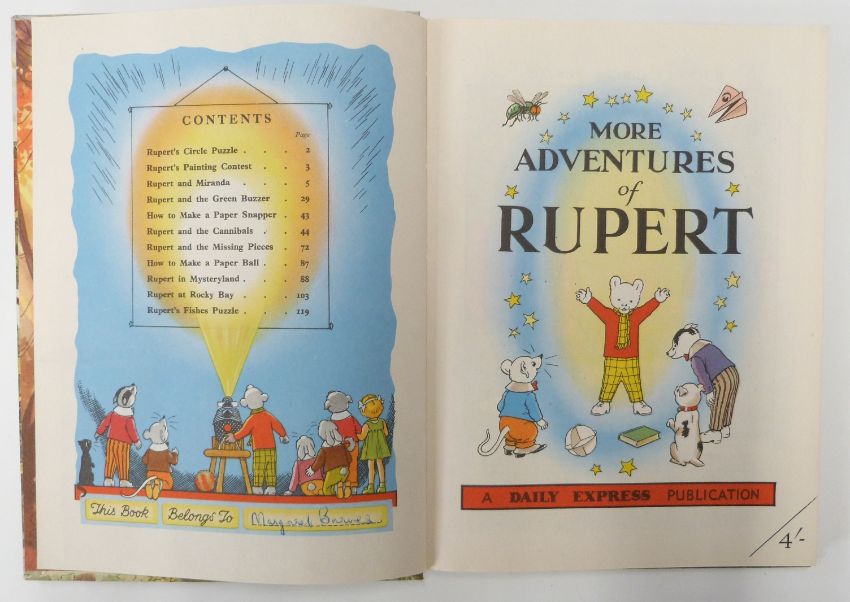 CONTENTS
Page
Rupert's Circle Puzzle . . . 2
Rupert's Painting Contest . . 3
Rupert and Miranda . . . 5
Rupert and the Green Buzzer . 29
How to Make a Paper Snapper . 43
Rupert and the Cannibals . . 44
Rupert and the Missing Pieces . 72
How to Make a Paper Ball . . 87
Rupert in Mysteryland . . . 88
Rupert at Rocky Bay . . . 103
Rupert's Fishes Puzzle . . . 119
This Book Belongs To Margaret
MORE
ADVENTURES
of
RUPERT
A DAILY EXPRESS PUBLICATION
4/-